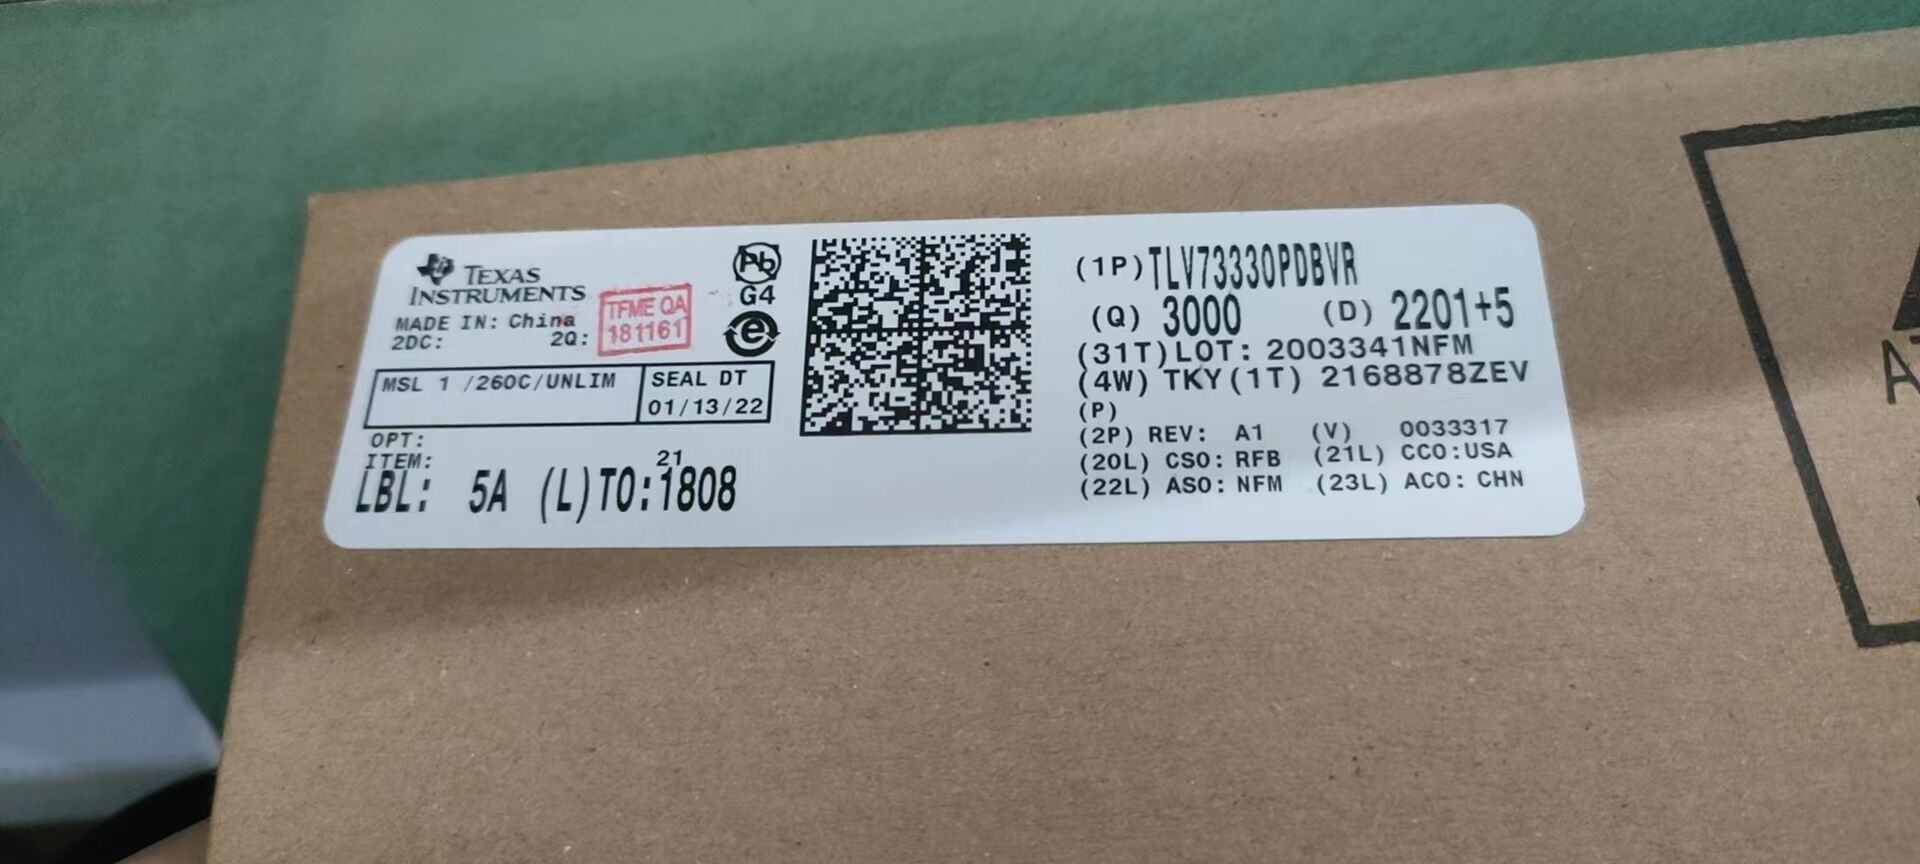 TEXAS
INSTRUMENTS
MADE IN: China
2DC: 2Q:
TFME QA
181161
Pb
G4
e
MSL 1 /260C/UNLIM
SEAL DT
01/13/22
OPT:
ITEM: 21
LBL: 5A (L)TO:1808
(1P)TLV73330PDBVR
(Q) 3000 (D) 2201+5
(31T)LOT: 2003341NFM
(4W) TKY(1T) 2168878ZEV
(P)
(2P) REV: A1 (V) 0033317
(20L) CSO: RFB (21L) CCO:USA
(22L) ASO: NFM (23L) ACO: CHN